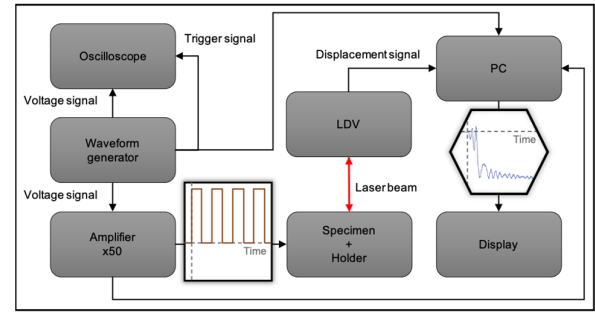 Oscilloscope
Trigger signal
Displacement signal
PC
Voltage signal
Waveform
generator
LDV
Time
Voltage signal
Laser beam
Amplifier
x50
Time
Specimen
+
Holder
Display